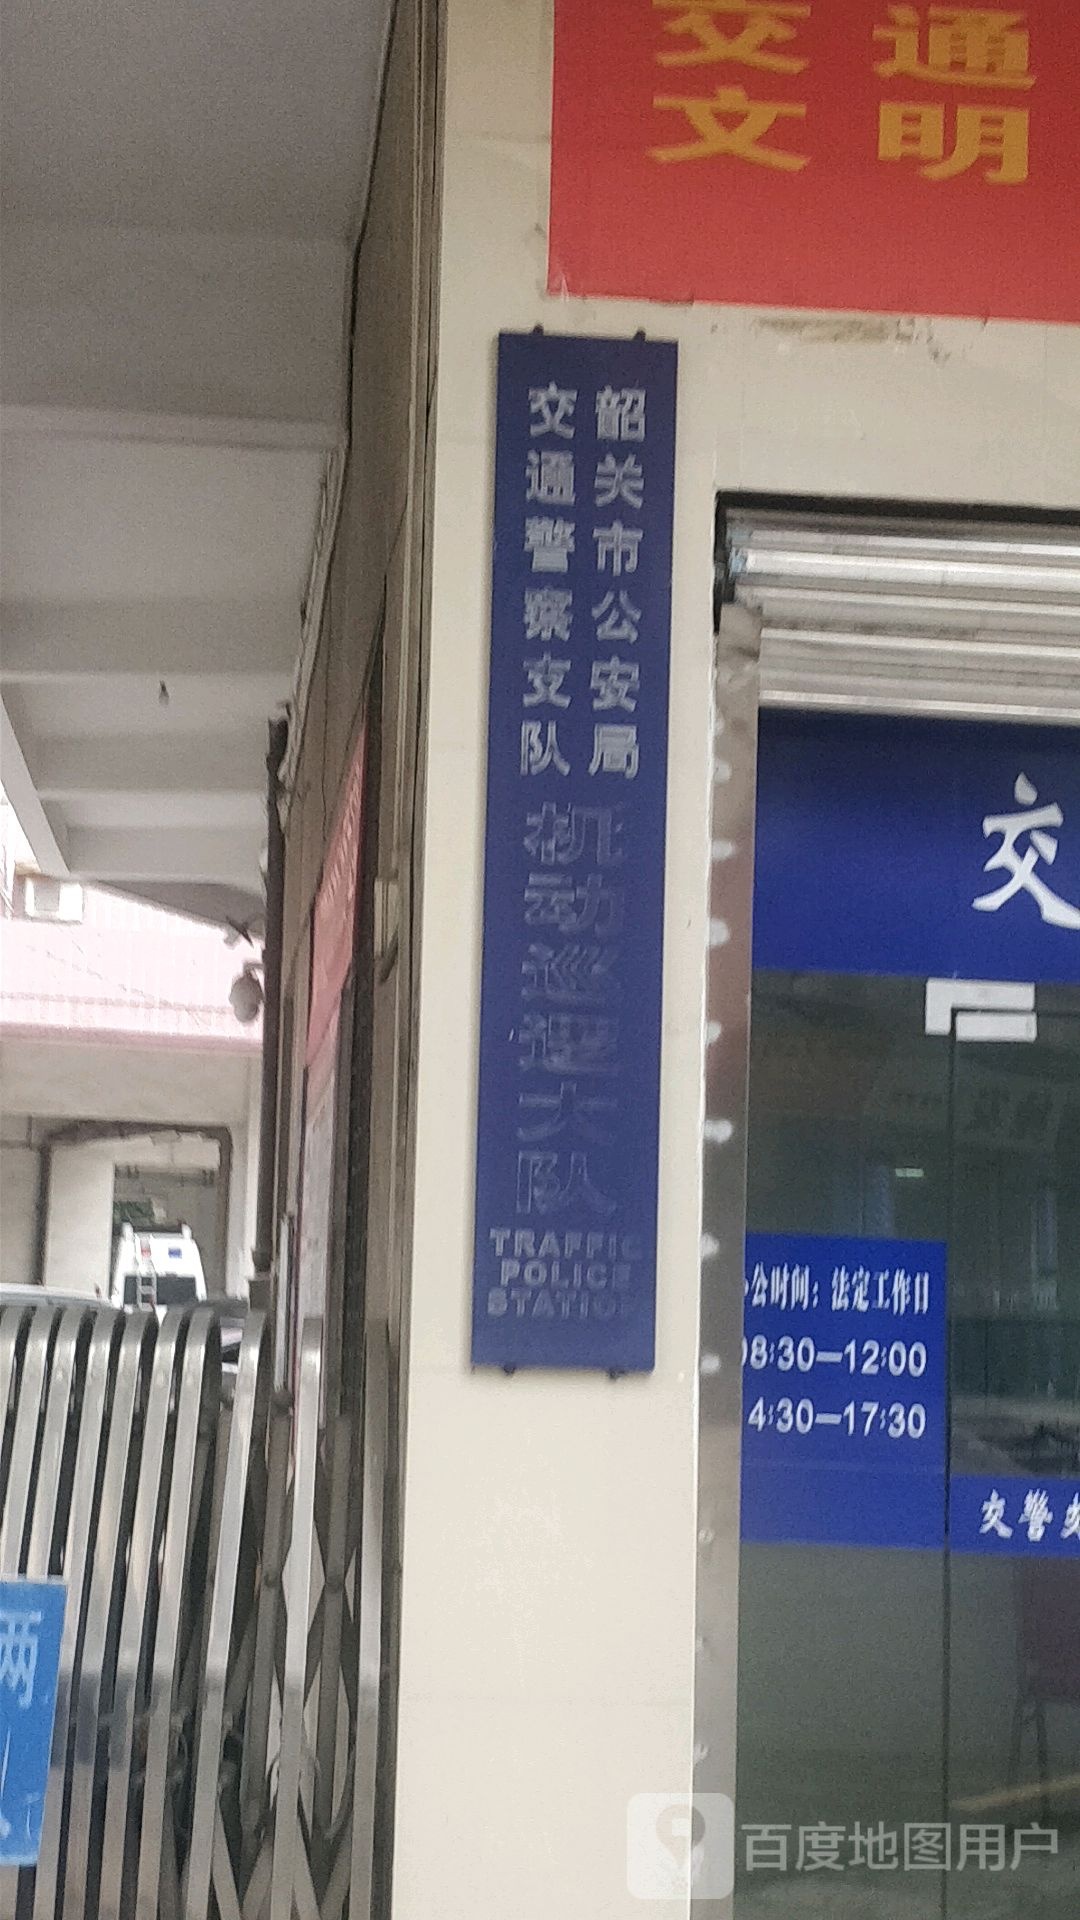 交通
文明
韶关市公安局
交通警察支队
机动巡逻大队
TRAFFIC
POLICE
STATION
交
公时间：法定工作日
08:30—12:00
4:30—17:30
交警
两
百度地图用户